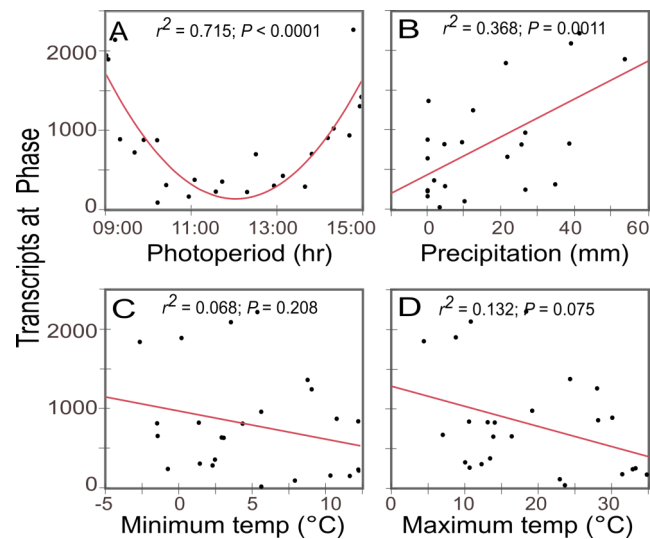 Transcripts at Phase
A
r² = 0.715; P < 0.0001
2000
1000
0
09:00 11:00 13:00 15:00
Photoperiod (hr)
B
r² = 0.368; P = 0.0011
0 20 40 60
Precipitation (mm)
C
r² = 0.068; P = 0.208
2000
1000
0
-5 0 5 10
Minimum temp (°C)
D
r² = 0.132; P = 0.075
0 10 20 30
Maximum temp (°C)